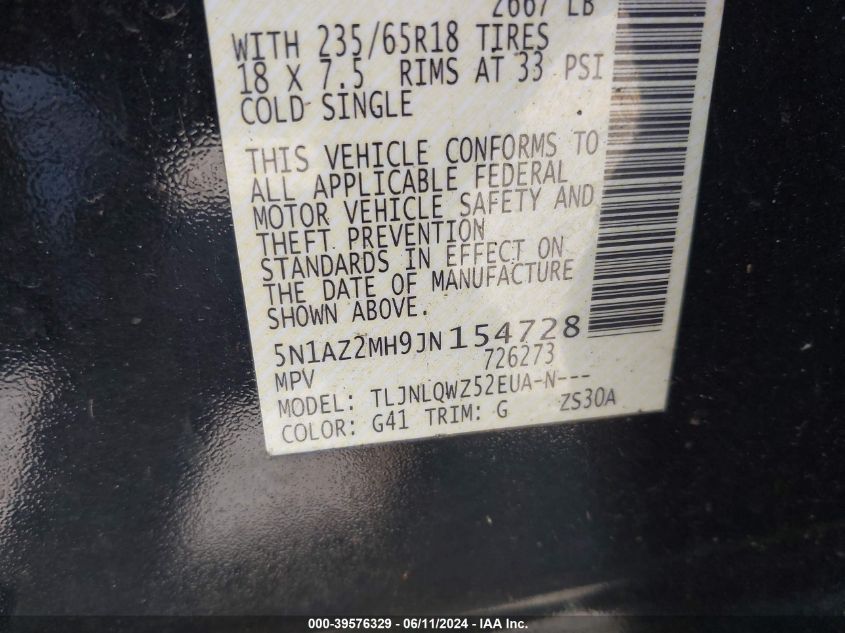 2667 LB
WITH 235/65R18 TIRES
18 X 7.5 RIMS AT 33 PSI
COLD SINGLE
THIS VEHICLE CONFORMS TO
ALL APPLICABLE FEDERAL
MOTOR VEHICLE SAFETY AND
THEFT PREVENTION
STANDARDS IN EFFECT ON
THE DATE OF MANUFACTURE
SHOWN ABOVE.
5N1AZ2MH9JN154728
MPV 726273
MODEL: TLJNLQWZ52EUA-N---
COLOR: G41 TRIM: G ZS30A
000-39576329 - 06/11/2024 - IAA Inc.